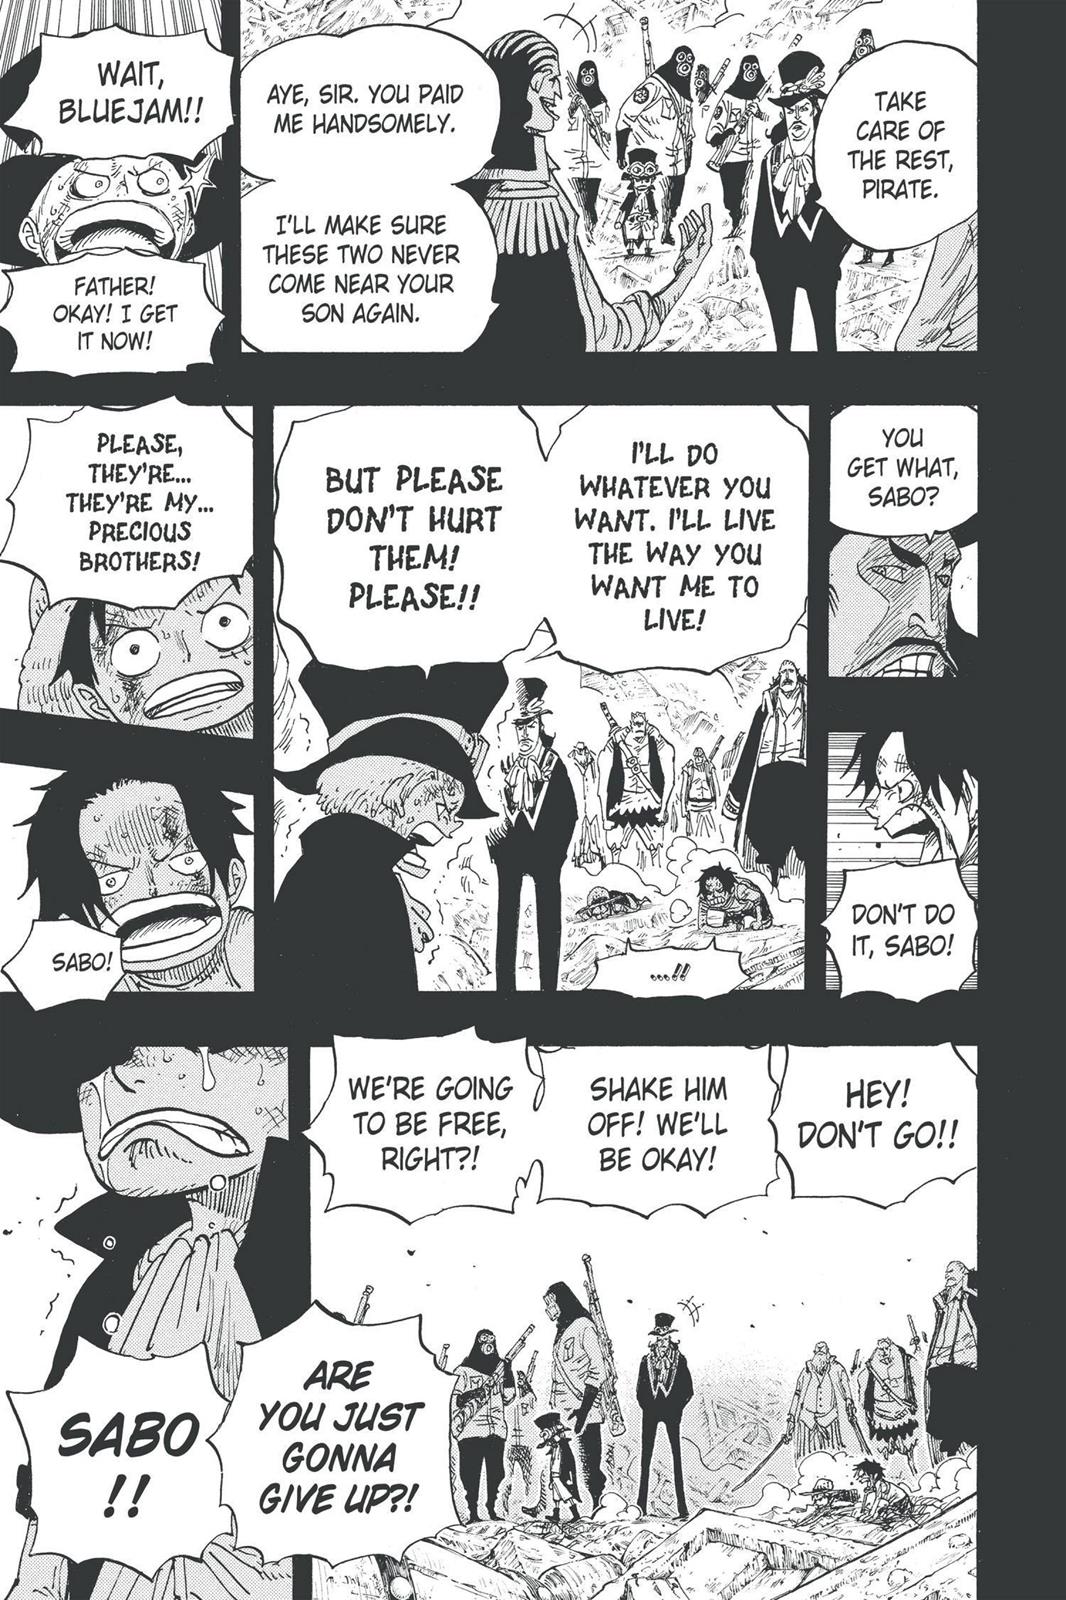 TAKE
CARE OF
THE REST,
PIRATE.
AYE, SIR. YOU PAID
ME HANDSOMELY.
I'LL MAKE SURE
THESE TWO NEVER
COME NEAR YOUR
SON AGAIN.
WAIT,
BLUEJAM!!
FATHER!
OKAY! I GET
IT NOW!
YOU
GET WHAT,
SABO?
DON'T DO
IT, SABO!
I'LL DO
WHATEVER YOU
WANT. I'LL LIVE
THE WAY YOU
WANT ME TO
LIVE!
BUT PLEASE
DON'T HURT
THEM!
PLEASE!!
...!!
PLEASE,
THEY'RE...
THEY'RE MY...
PRECIOUS
BROTHERS!
SABO!
HEY!
DON'T GO!!
SHAKE HIM
OFF! WE'LL
BE OKAY!
WE'RE GOING
TO BE FREE,
RIGHT?!
ARE
YOU JUST
GONNA
GIVE UP?!
SABO
!!